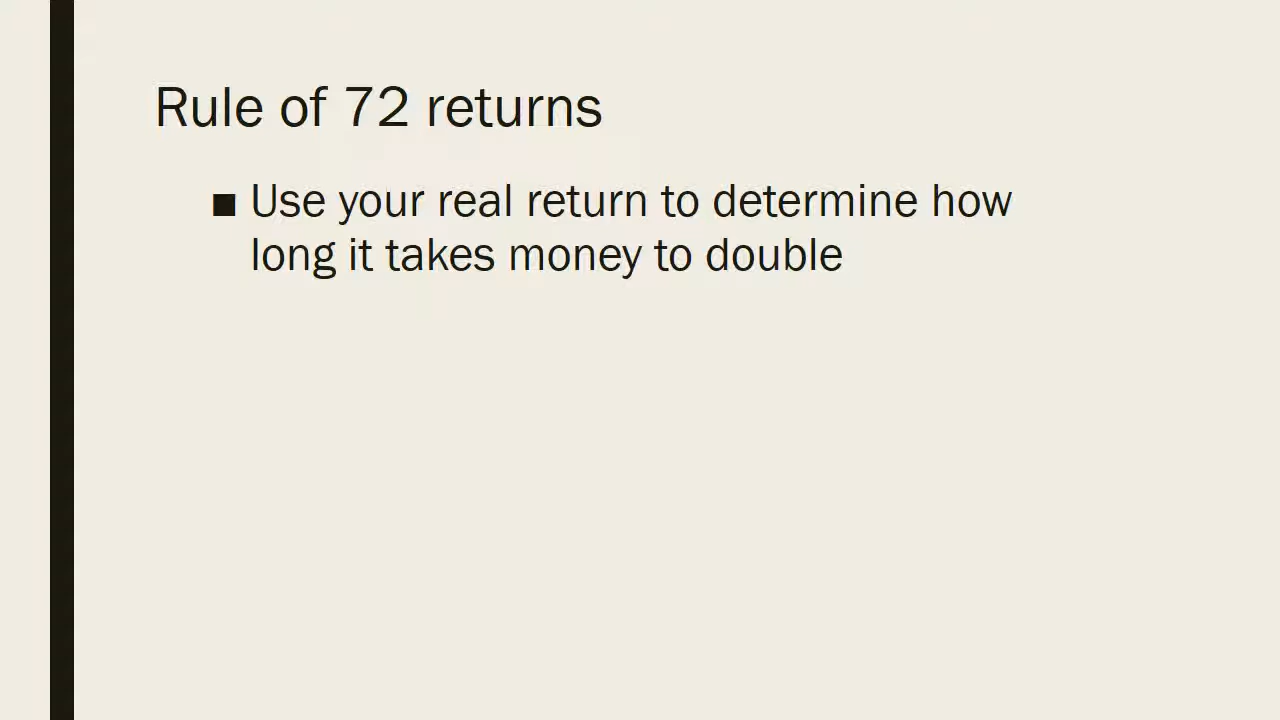 Rule of 72 returns
■ Use your real return to determine how
long it takes money to double